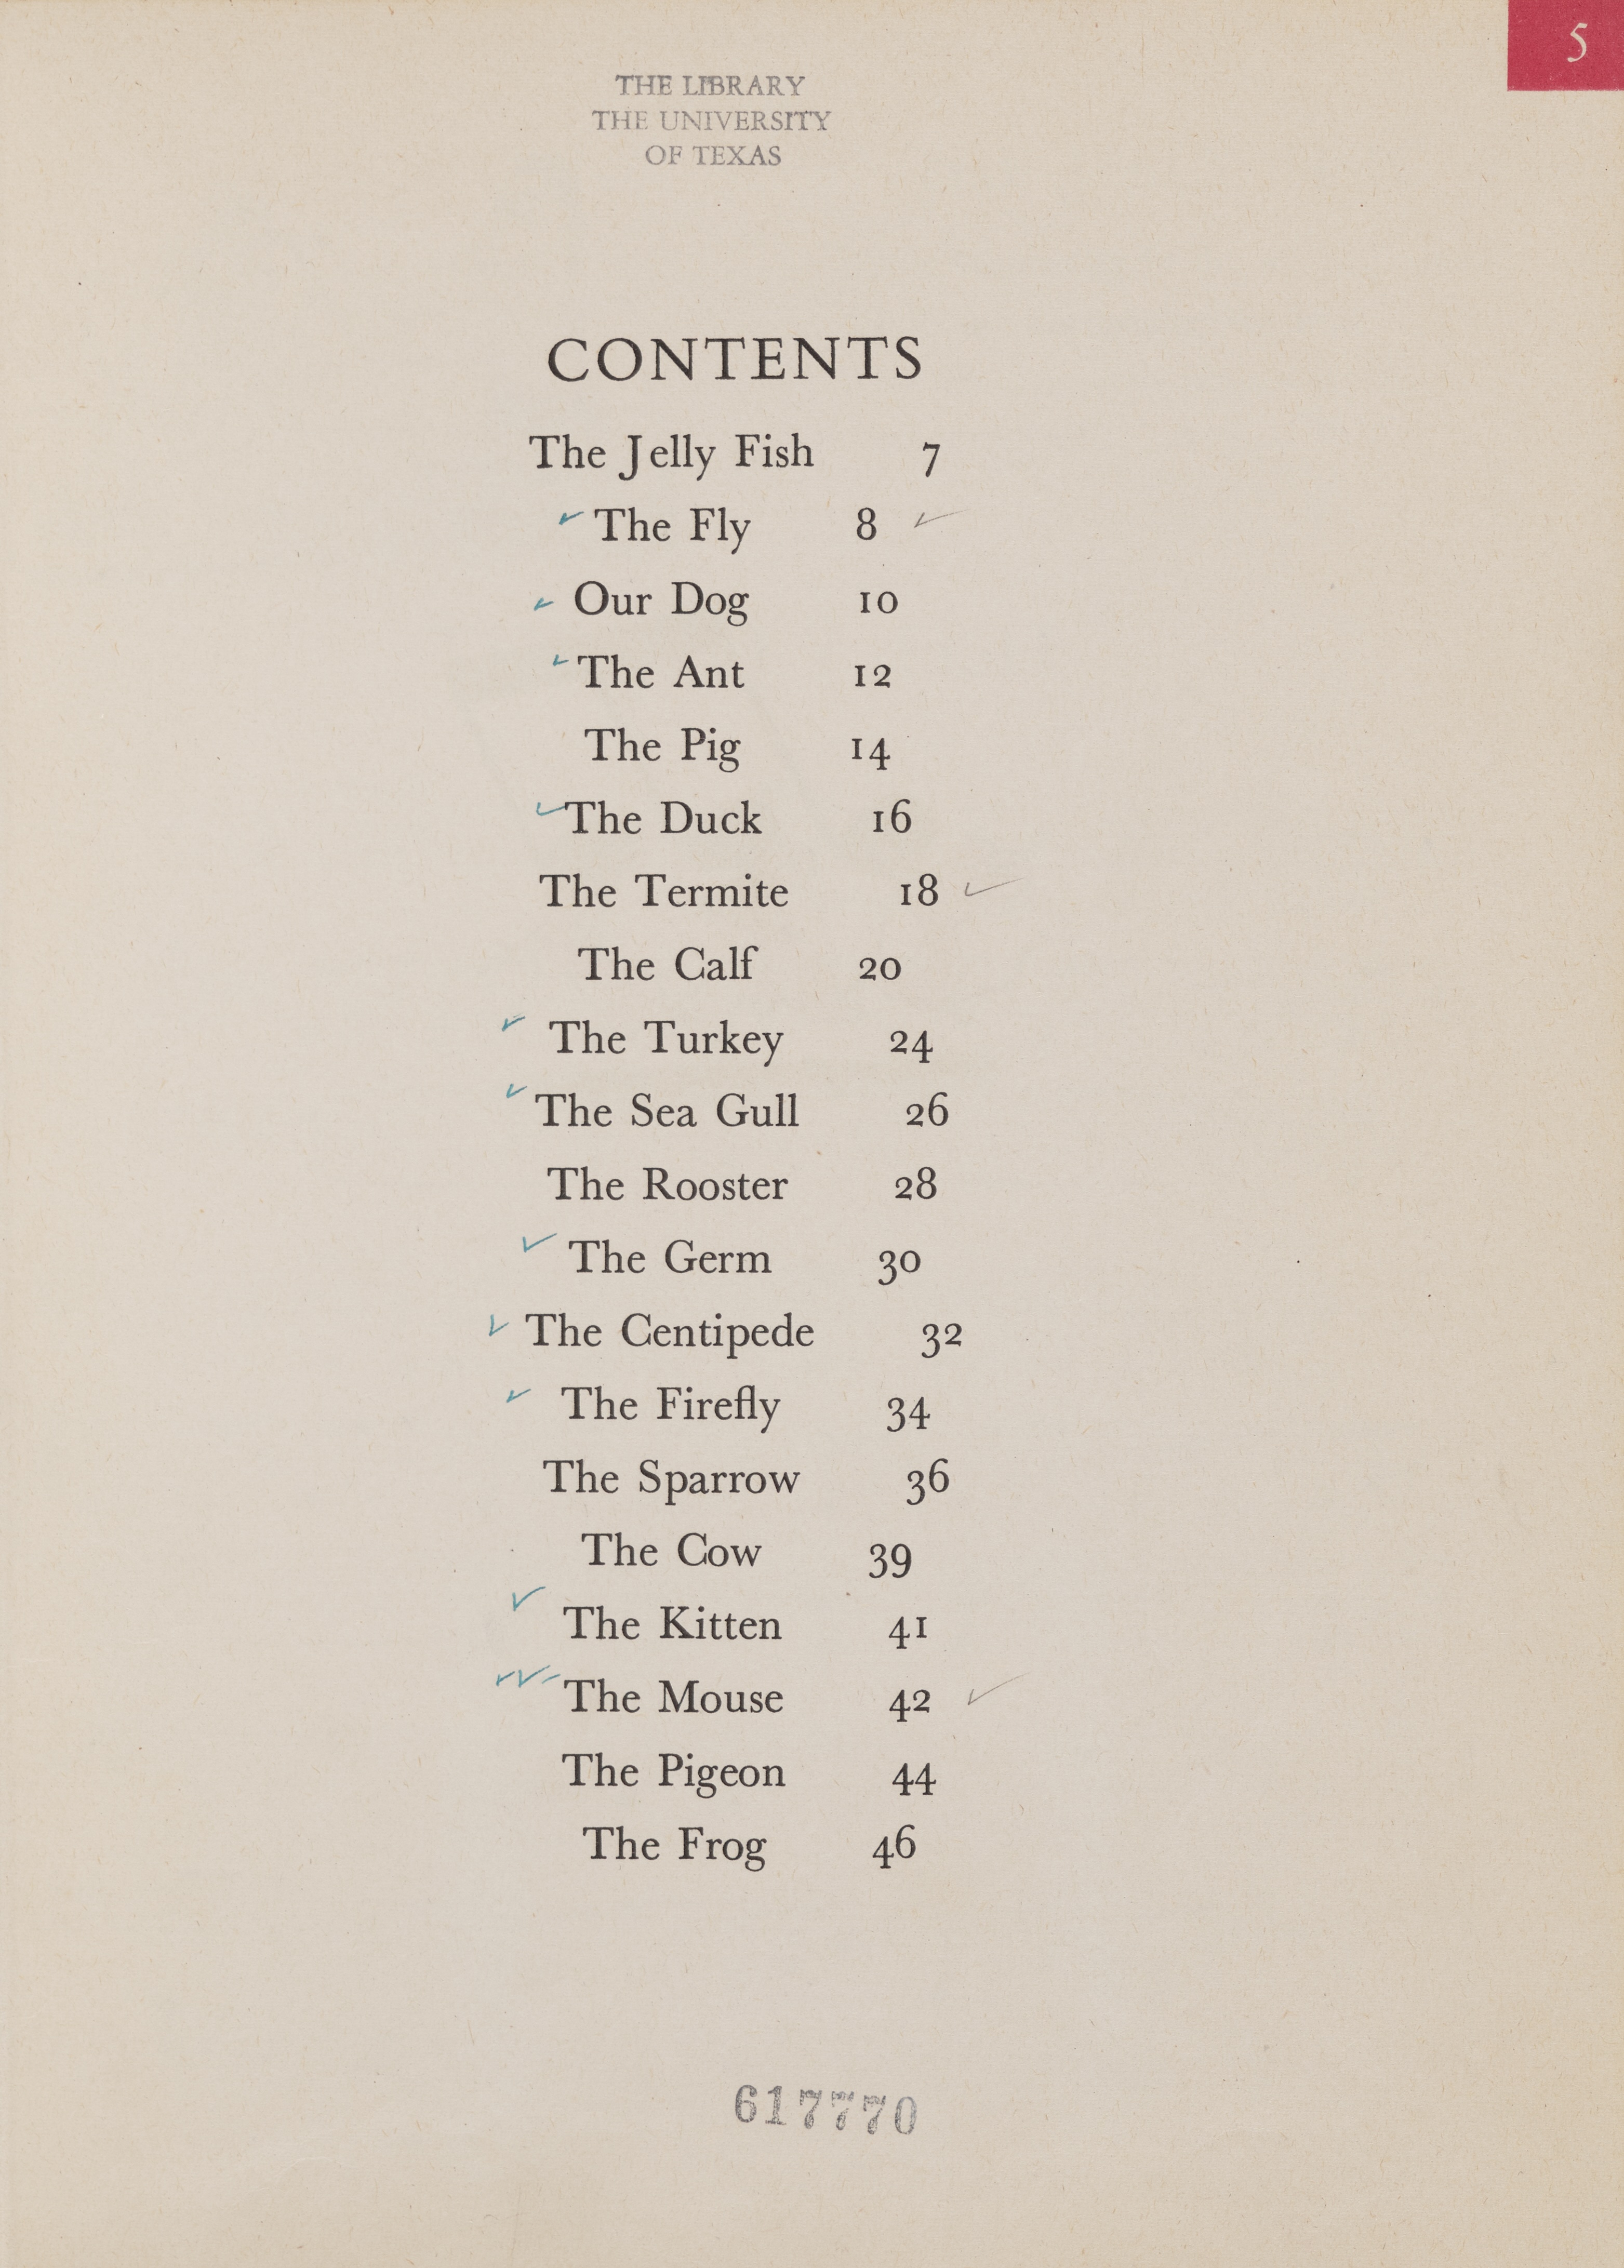 5
THE LIBRARY
THE UNIVERSITY
OF TEXAS
CONTENTS
The Jelly Fish 7
✓ The Fly 8 ✓
✓ Our Dog 10
✓ The Ant 12
The Pig 14
✓ The Duck 16
The Termite 18 ✓
The Calf 20
✓ The Turkey 24
✓ The Sea Gull 26
The Rooster 28
✓ The Germ 30
✓ The Centipede 32
✓ The Firefly 34
The Sparrow 36
The Cow 39
✓ The Kitten 41
✓✓✓ The Mouse 42 ✓
The Pigeon 44
The Frog 46
617770